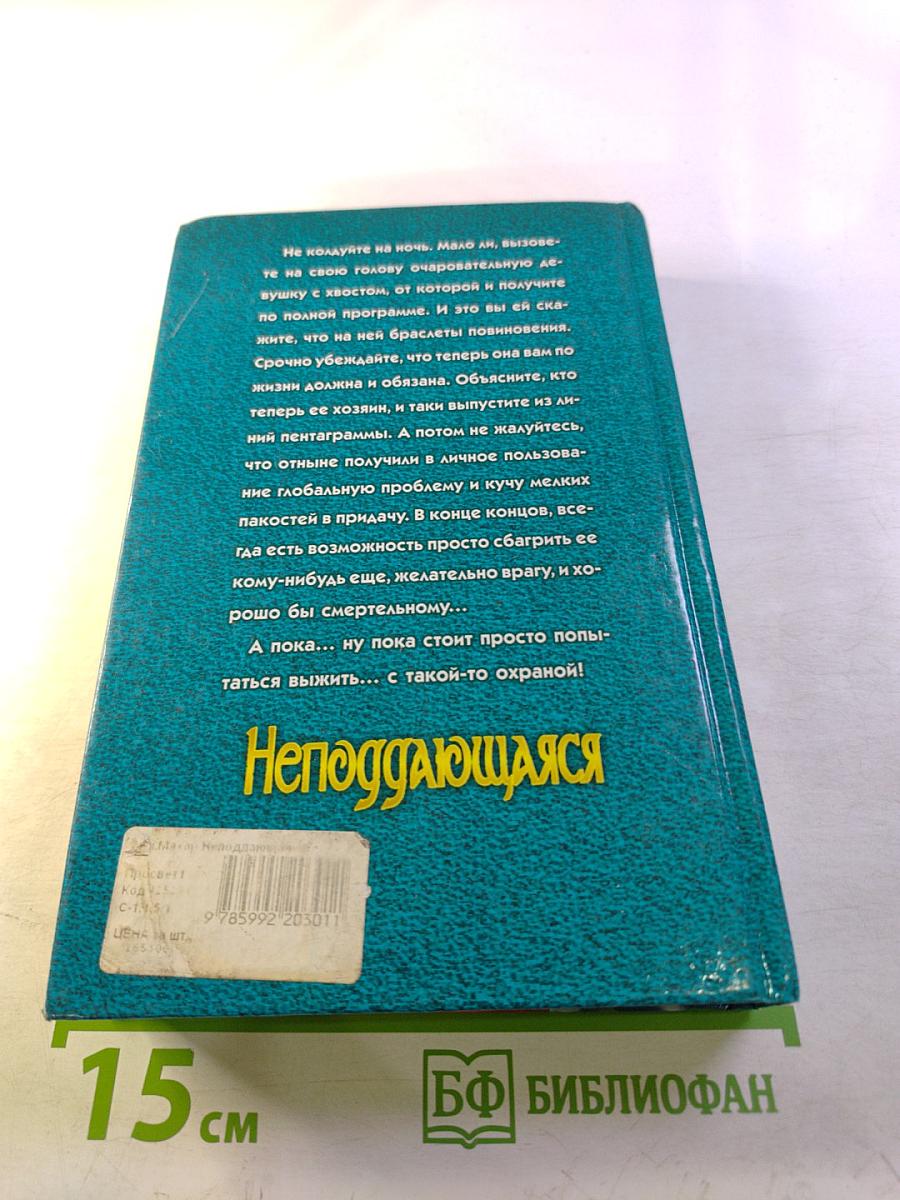 Не колдуйте на ночь. Мало ли, вызове-
те на свою голову очаровательную де-
вушку с хвостом, от которой и получите
по полной программе. И это вы ей ска-
жите, что на ней браслеты повиновения.
Срочно убеждайте, что теперь она вам по
жизни должна и обязана. Объясните, кто
теперь ее хозяин, и таки выпустите из ли-
ний пентаграммы. А потом не жалуйтесь,
что отныне получили в личное пользова-
ние глобальную проблему и кучу мелких
пакостей в придачу. В конце концов, все-
гда есть возможность просто сбагрить ее
кому-нибудь еще, желательно врагу, и хо-
рошо бы смертельному...
А пока... ну пока стоит просто попы-
таться выжить... с такой-то охраной!
Неподдающаяся
Код
ЦЕНА за шт.
9 785992 203011
15 см
БФ БИБЛИОФАН